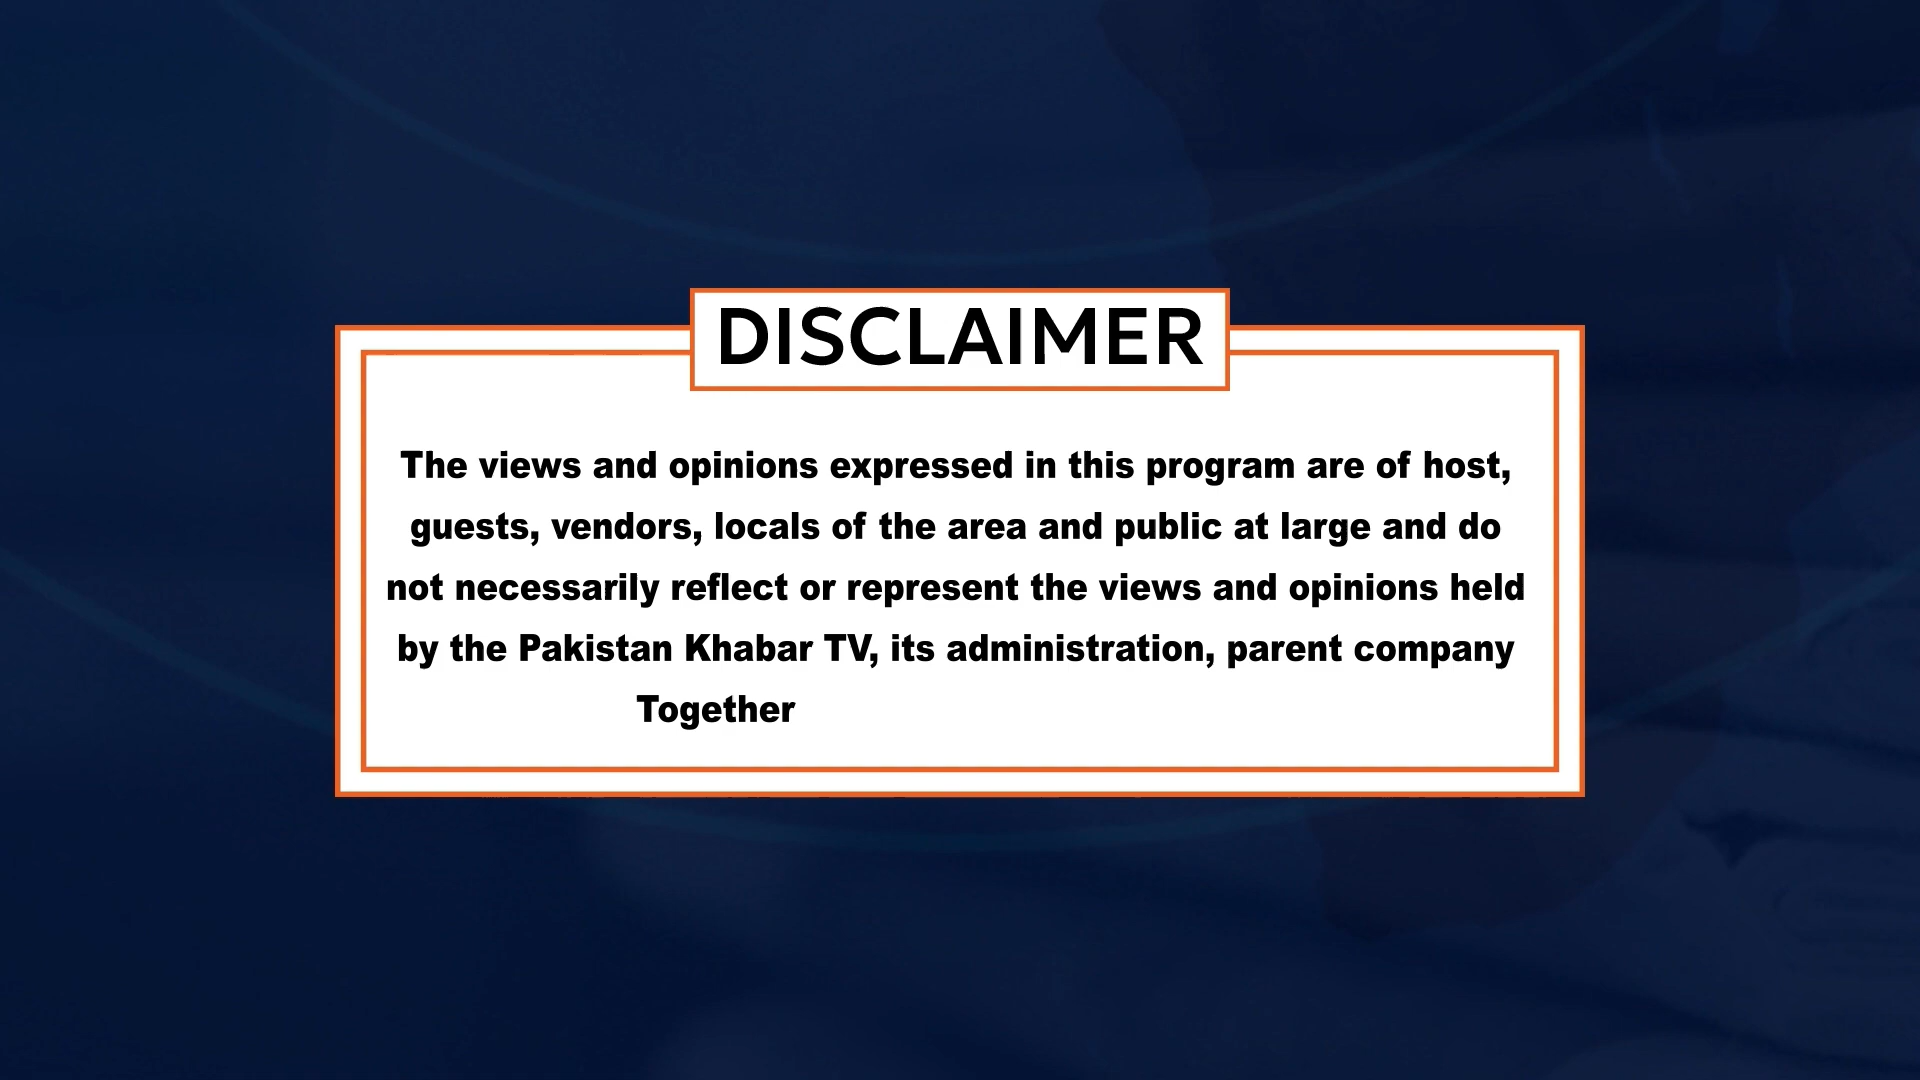 DISCLAIMER
The views and opinions expressed in this program are of host,
guests, vendors, locals of the area and public at large and do
not necessarily reflect or represent the views and opinions held
by the Pakistan Khabar TV, its administration, parent company
Together